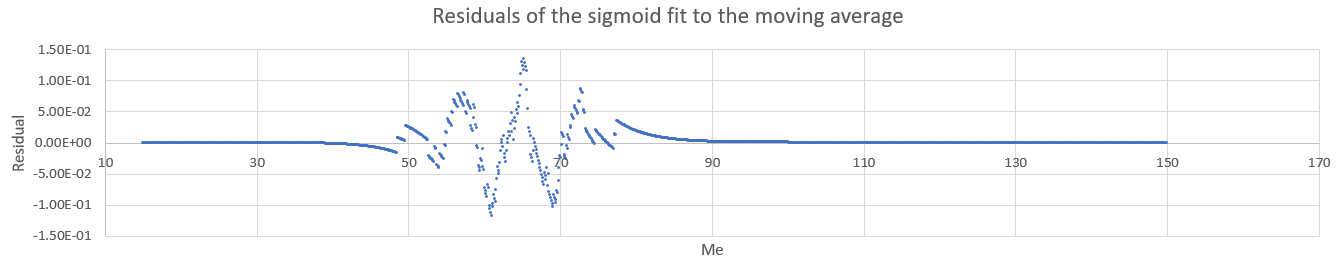 Residuals of the sigmoid fit to the moving average
1.50E-01
1.00E-01
5.00E-02
0.00E+00
-5.00E-02
-1.00E-01
-1.50E-01
Residual
10 30 50 70 90 110 130 150 170
Me